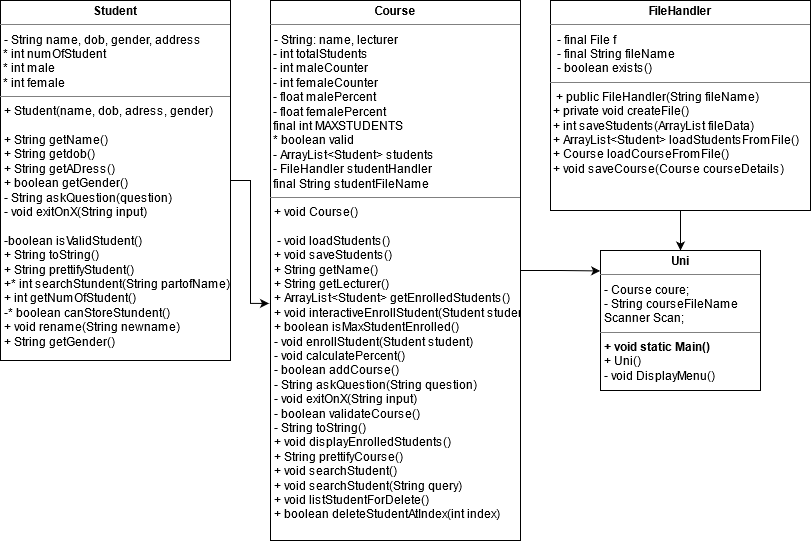 Student
- String name, dob, gender, address
* int numOfStudent
* int male
* int female
+ Student(name, dob, adress, gender)
+ String getName()
+ String getdob()
+ String getADress()
+ boolean getGender()
- String askQuestion(question)
- void exitOnX(String input)
-boolean isValidStudent()
+ String toString()
+ String prettifyStudent()
+* int searchStundent(String partofName)
+ int getNumOfStudent()
-* boolean canStoreStundent()
+ void rename(String newname)
+ String getGender()
Course
- String: name, lecturer
- int totalStudents
- int maleCounter
- int femaleCounter
- float malePercent
- float femalePercent
final int MAXSTUDENTS
* boolean valid
- ArrayList<Student> students
- FileHandler studentHandler
final String studentFileName
+ void Course()
- void loadStudents()
+ void saveStudents()
+ String getName()
+ String getLecturer()
+ ArrayList<Student> getEnrolledStudents()
+ void interactiveEnrollStudent(Student stude
+ boolean isMaxStudentEnrolled()
- void enrollStudent(Student student)
- void calculatePercent()
- boolean addCourse()
- String askQuestion(String question)
- void exitOnX(String input)
- boolean validateCourse()
- String toString()
+ void displayEnrolledStudents()
+ String prettifyCourse()
+ void searchStudent()
+ void searchStudent(String query)
+ void listStudentForDelete()
+ boolean deleteStudentAtIndex(int index)
FileHandler
- final File f
- final String fileName
- boolean exists()
+ public FileHandler(String fileName)
+ private void createFile()
+ int saveStudents(ArrayList fileData)
+ ArrayList<Student> loadStudentsFromFile()
+ Course loadCourseFromFile()
+ void saveCourse(Course courseDetails)
Uni
- Course coure;
- String courseFileName
Scanner Scan;
+ void static Main()
+ Uni()
- void DisplayMenu()